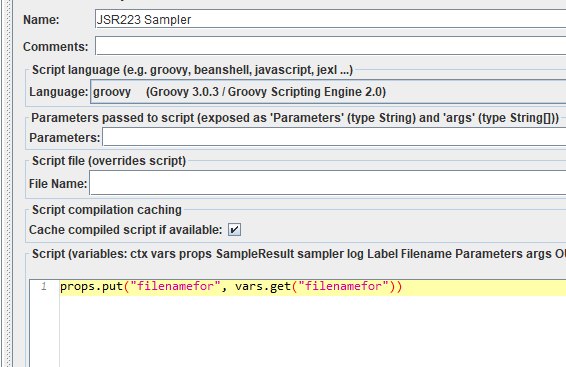 Name: JSR223 Sampler
Comments:
Script language (e.g. groovy, beanshell, javascript, jexl ...)
Language: groovy (Groovy 3.0.3 / Groovy Scripting Engine 2.0)
Parameters passed to script (exposed as 'Parameters' (type String) and 'args' (type String[]))
Parameters:
Script file (overrides script)
File Name:
Script compilation caching
Cache compiled script if available:
Script (variables: ctx vars props SampleResult sampler log Label Filename Parameters args OU
1 props.put("filenamefor", vars.get("filenamefor"))